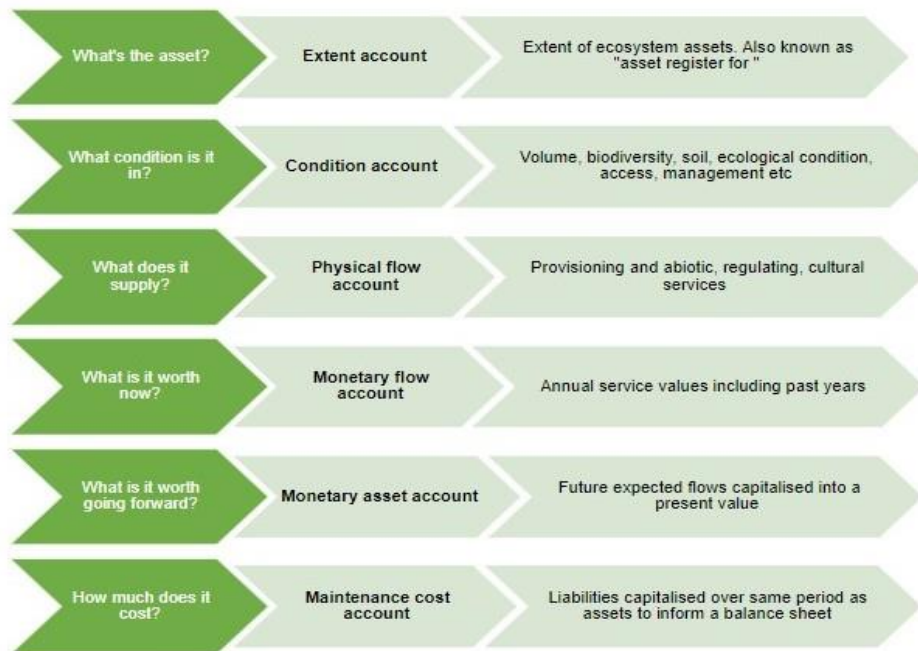 What's the asset?
Extent account
Extent of ecosystem assets. Also known as
"asset register for "
What condition is it
in?
Condition account
Volume, biodiversity, soil, ecological condition,
access, management etc
What does it
supply?
Physical flow
account
Provisioning and abiotic, regulating, cultural
services
What is it worth
now?
Monetary flow
account
Annual service values including past years
What is it worth
going forward?
Monetary asset account
Future expected flows capitalised into a
present value
How much does it
cost?
Maintenance cost
account
Liabilities capitalised over same period as
assets to inform a balance sheet